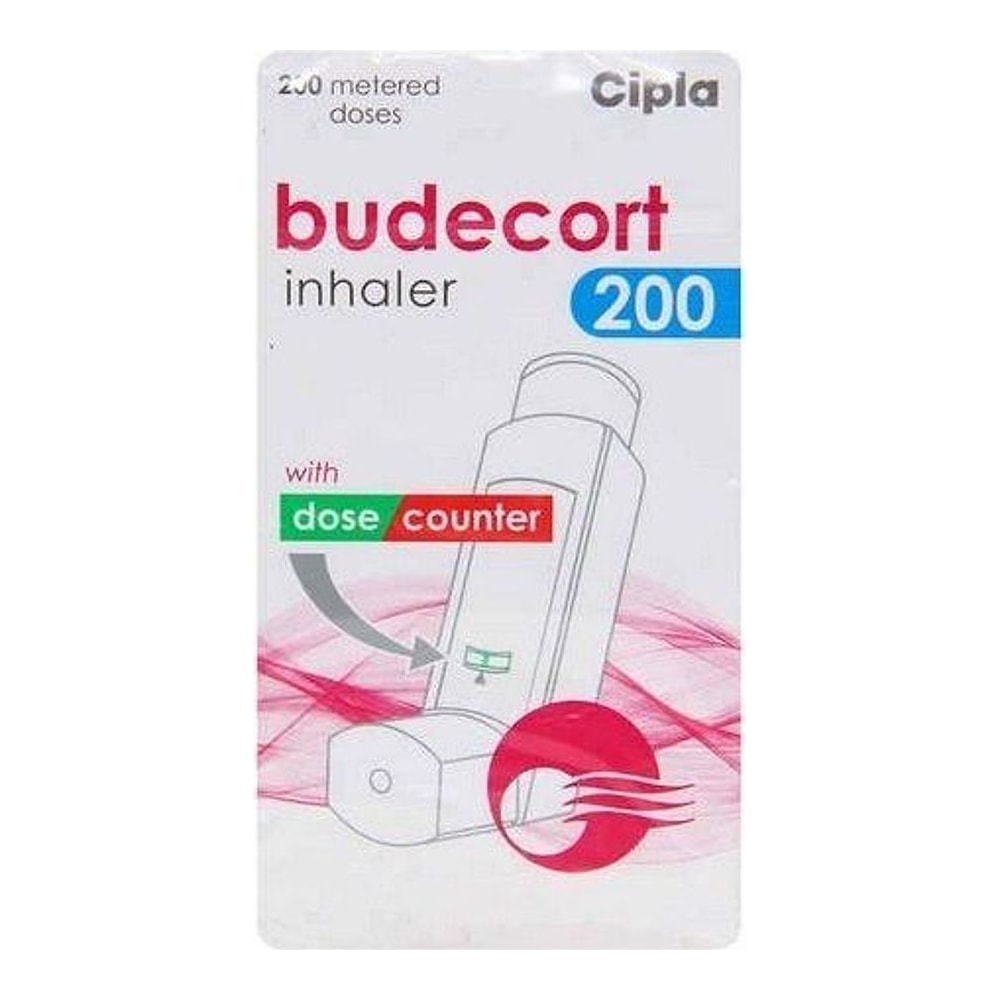 200 metered
doses
Cipla
budecort
inhaler
200
with
dose counter